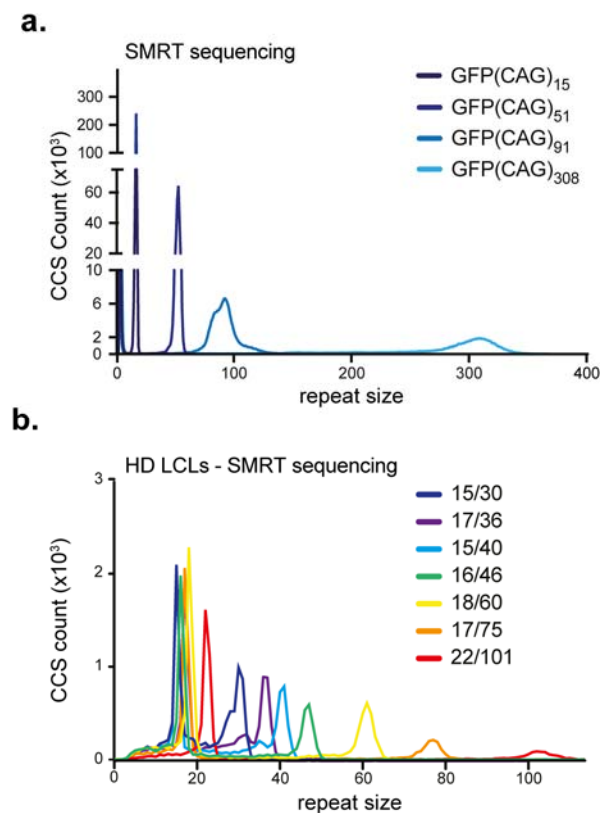 a.
SMRT sequencing
GFP(CAG)15
GFP(CAG)51
GFP(CAG)91
GFP(CAG)308
CCS Count (x10³)
300
200
100
60
20
10
6
2
0
0 100 200 300 400
repeat size
b.
HD LCLs - SMRT sequencing
15/30
17/36
15/40
16/46
18/60
17/75
22/101
CCS count (x10³)
3
2
1
0
0 20 40 60 80 100
repeat size